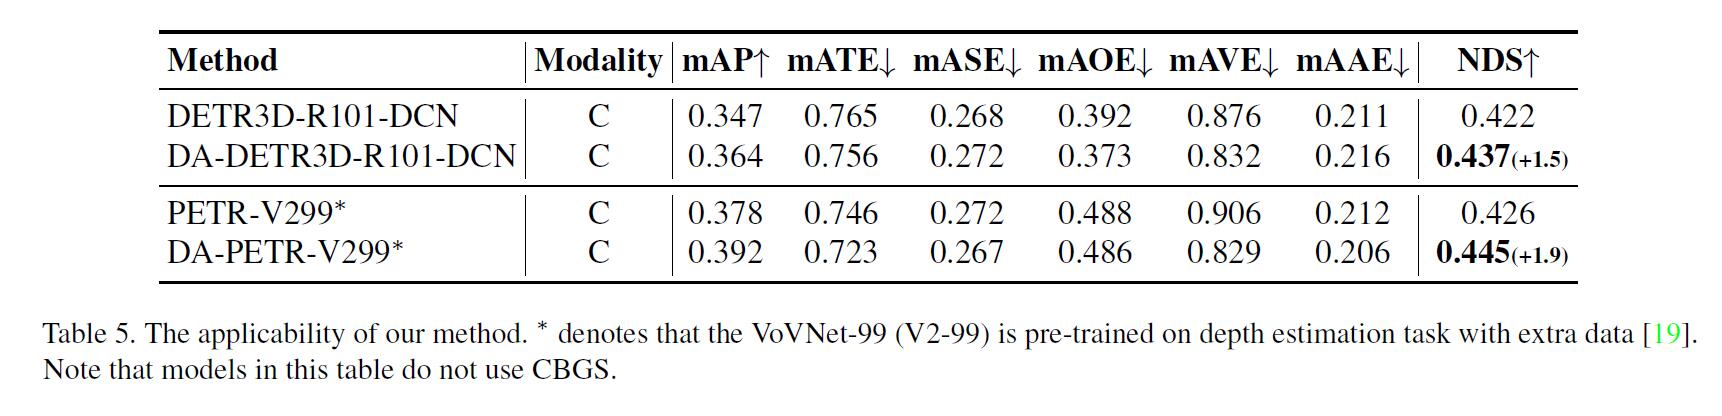 Method Modality mAP↑ mATE↓ mASE↓ mAOE↓ mAVE↓ mAAE↓ NDS↑
DETR3D-R101-DCN C 0.347 0.765 0.268 0.392 0.876 0.211 0.422
DA-DETR3D-R101-DCN C 0.364 0.756 0.272 0.373 0.832 0.216 0.437(+1.5)
PETR-V299* C 0.378 0.746 0.272 0.488 0.906 0.212 0.426
DA-PETR-V299* C 0.392 0.723 0.267 0.486 0.829 0.206 0.445(+1.9)
Table 5. The applicability of our method. * denotes that the VoVNet-99 (V2-99) is pre-trained on depth estimation task with extra data [19].
Note that models in this table do not use CBGS.